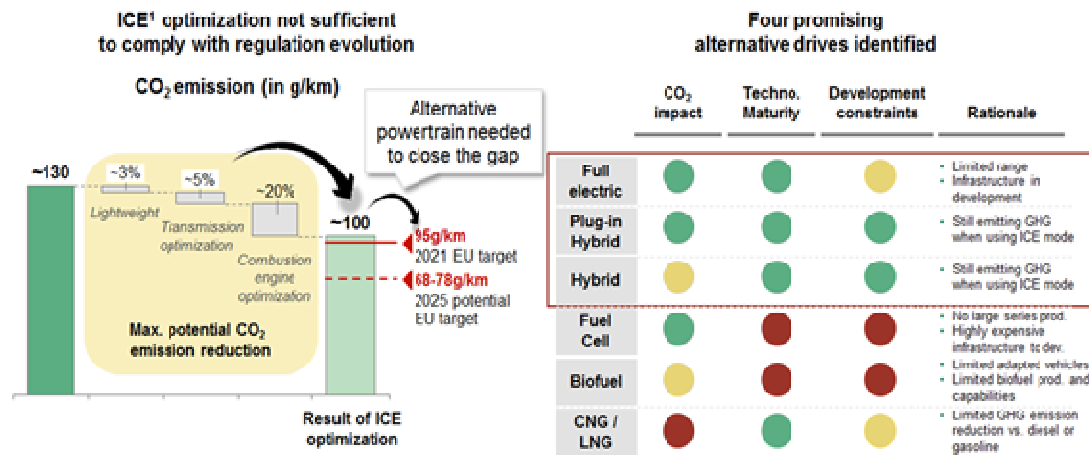 ICE¹ optimization not sufficient
to comply with regulation evolution
CO₂ emission (in g/km)
Alternative
powertrain needed
to close the gap
~130
~3%
~5%
~20%
~100
Lightweight
Transmission
optimization
Combustion
engine
optimization
95g/km
2021 EU target
68-78g/km
2025 potential
EU target
Max. potential CO₂
emission reduction
Result of ICE
optimization
Four promising
alternative drives identified
CO₂
impact
Techno.
Maturity
Development
constraints
Rationale
Full
electric
• Limited range
• Infrastructure in
development
Plug-in
Hybrid
• Still emitting GHG
when using ICE mode
Hybrid
• Still emitting GHG
when using ICE mode
Fuel
Cell
• No large series prod.
• Highly expensive
infrastructure to dev.
Biofuel
• Limited adapted vehicles
• Limited biofuel prod. and
capabilities
CNG /
LNG
• Limited GHG emission
reduction vs. diesel or
gasoline